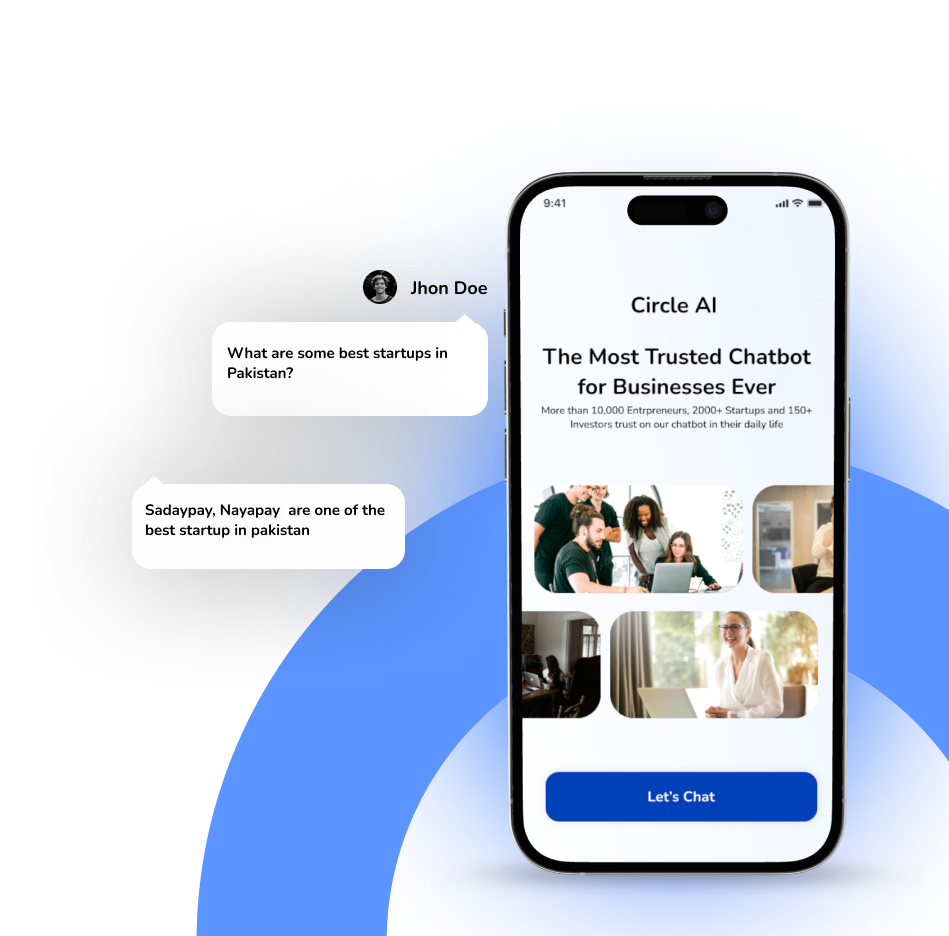 9:41
Jhon Doe
What are some best startups in
Pakistan?
Sadaypay, Nayapay are one of the
best startup in pakistan
Circle AI
The Most Trusted Chatbot
for Businesses Ever
More than 10,000 Entrpreneurs, 2000+ Startups and 150+
Investors trust on our chatbot in their daily life
Let's Chat